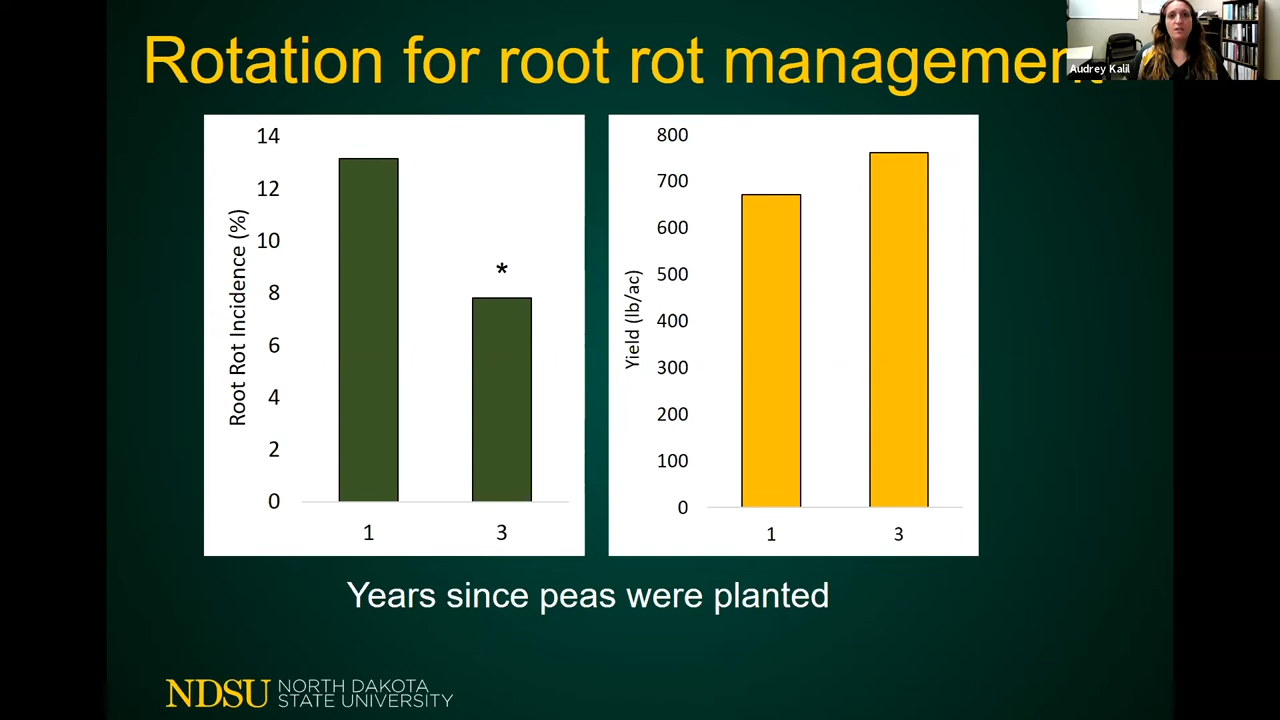 Rotation for root rot management
Audrey Kalil
Root Rot Incidence (%)
14
12
10
8
6
4
2
0
*
1
3
Yield (lb/ac)
800
700
600
500
400
300
200
100
0
1
3
Years since peas were planted
NDSU
NORTH DAKOTA
STATE UNIVERSITY